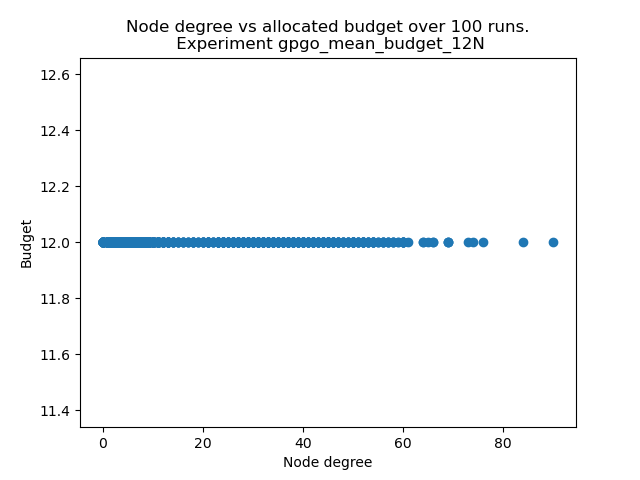 Node degree vs allocated budget over 100 runs.
Experiment gpgo_mean_budget_12N
12.6
12.4
12.2
12.0
11.8
11.6
11.4
Budget
0 20 40 60 80
Node degree